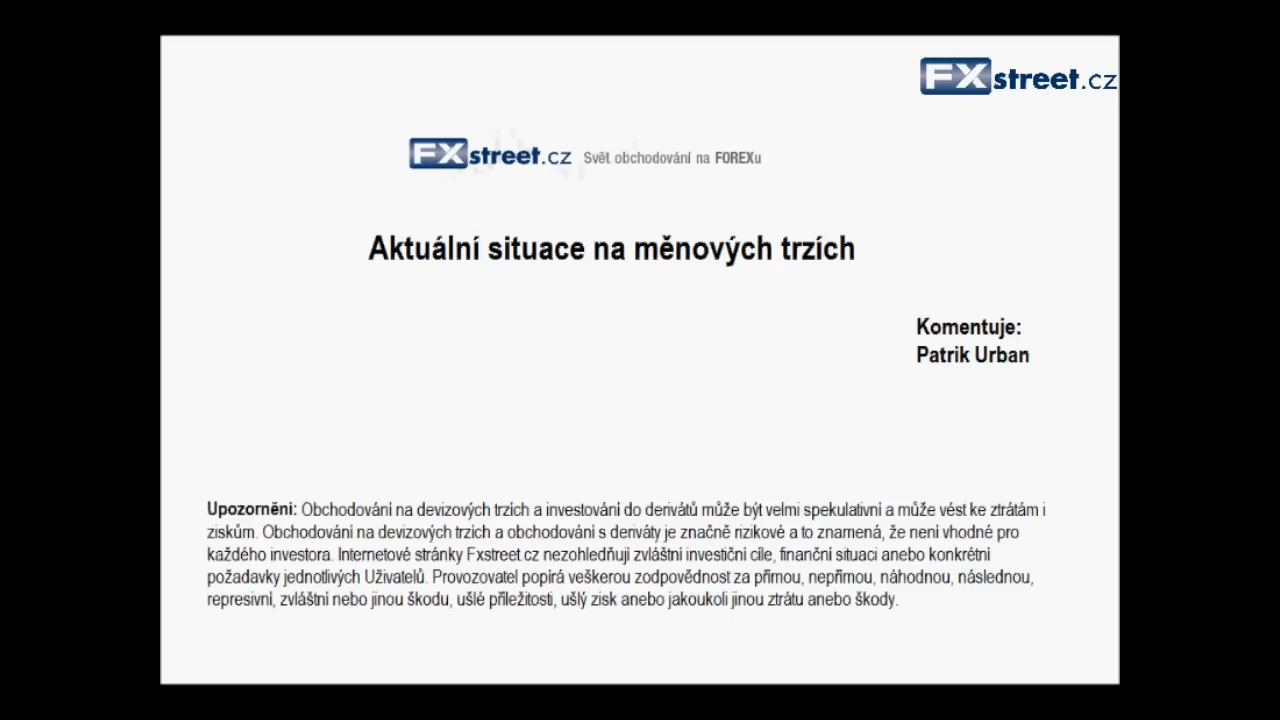 FXstreet.cz
FXstreet.cz Svět obchodování na FOREXu
Aktuální situace na měnových trzích
Komentuje:
Patrik Urban
Upozornění: Obchodování na devizových trzích a investování do derivátů může být velmi spekulativní a může vést ke ztrátám i
ziskům. Obchodování na devizových trzích a obchodování s deriváty je značně rizikové a to znamená, že není vhodné pro
každého investora. Internetové stránky Fxstreet.cz nezohledňují zvláštní investiční cíle, finanční situaci anebo konkrétní
požadavky jednotlivých Uživatelů. Provozovatel popírá veškerou zodpovědnost za přímou, nepřímou, náhodnou, následnou,
represivní, zvláštní nebo jinou škodu, ušlé příležitosti, ušlý zisk anebo jakoukoli jinou ztrátu anebo škody.